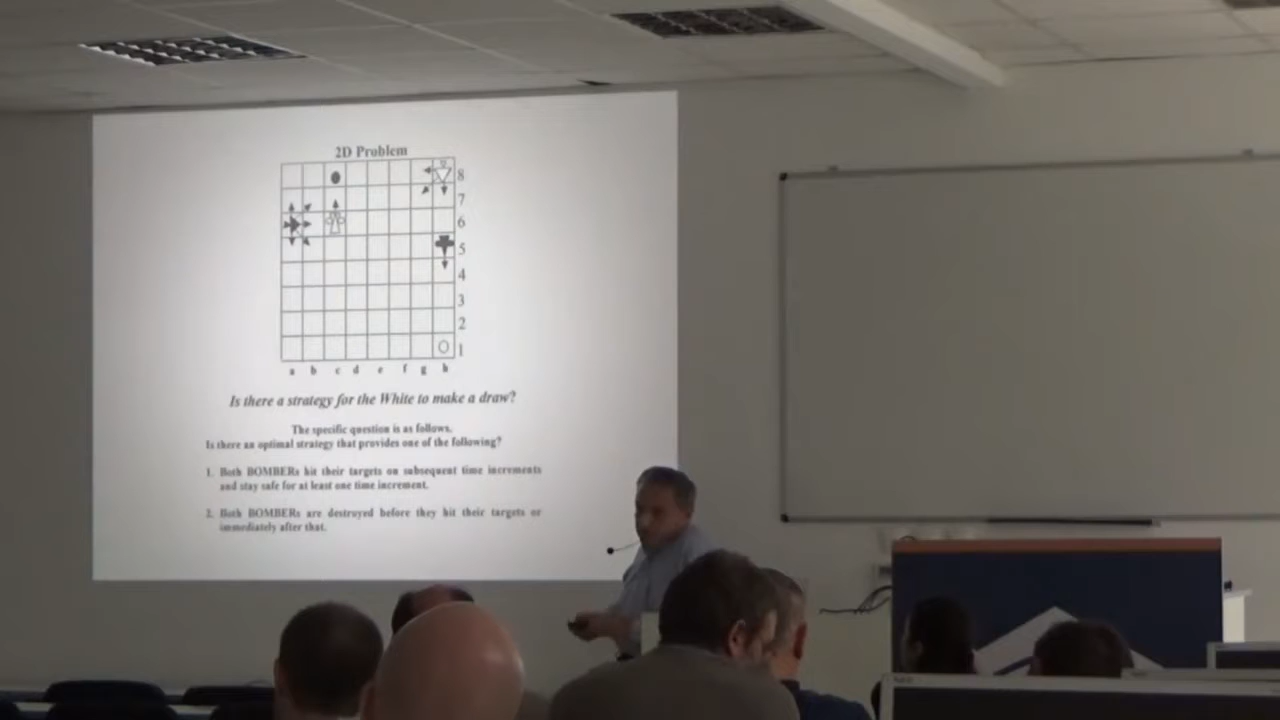 2D Problem
8
7
6
5
4
3
2
1
a b c d e f g h
Is there a strategy for the White to make a draw?
The specific question is as follows.
Is there an optimal strategy that provides one of the following?
1. Both BOMBERs hit their targets on subsequent time increments
and stay safe for at least one time increment.
2. Both BOMBERs are destroyed before they hit their targets or
immediately after that.